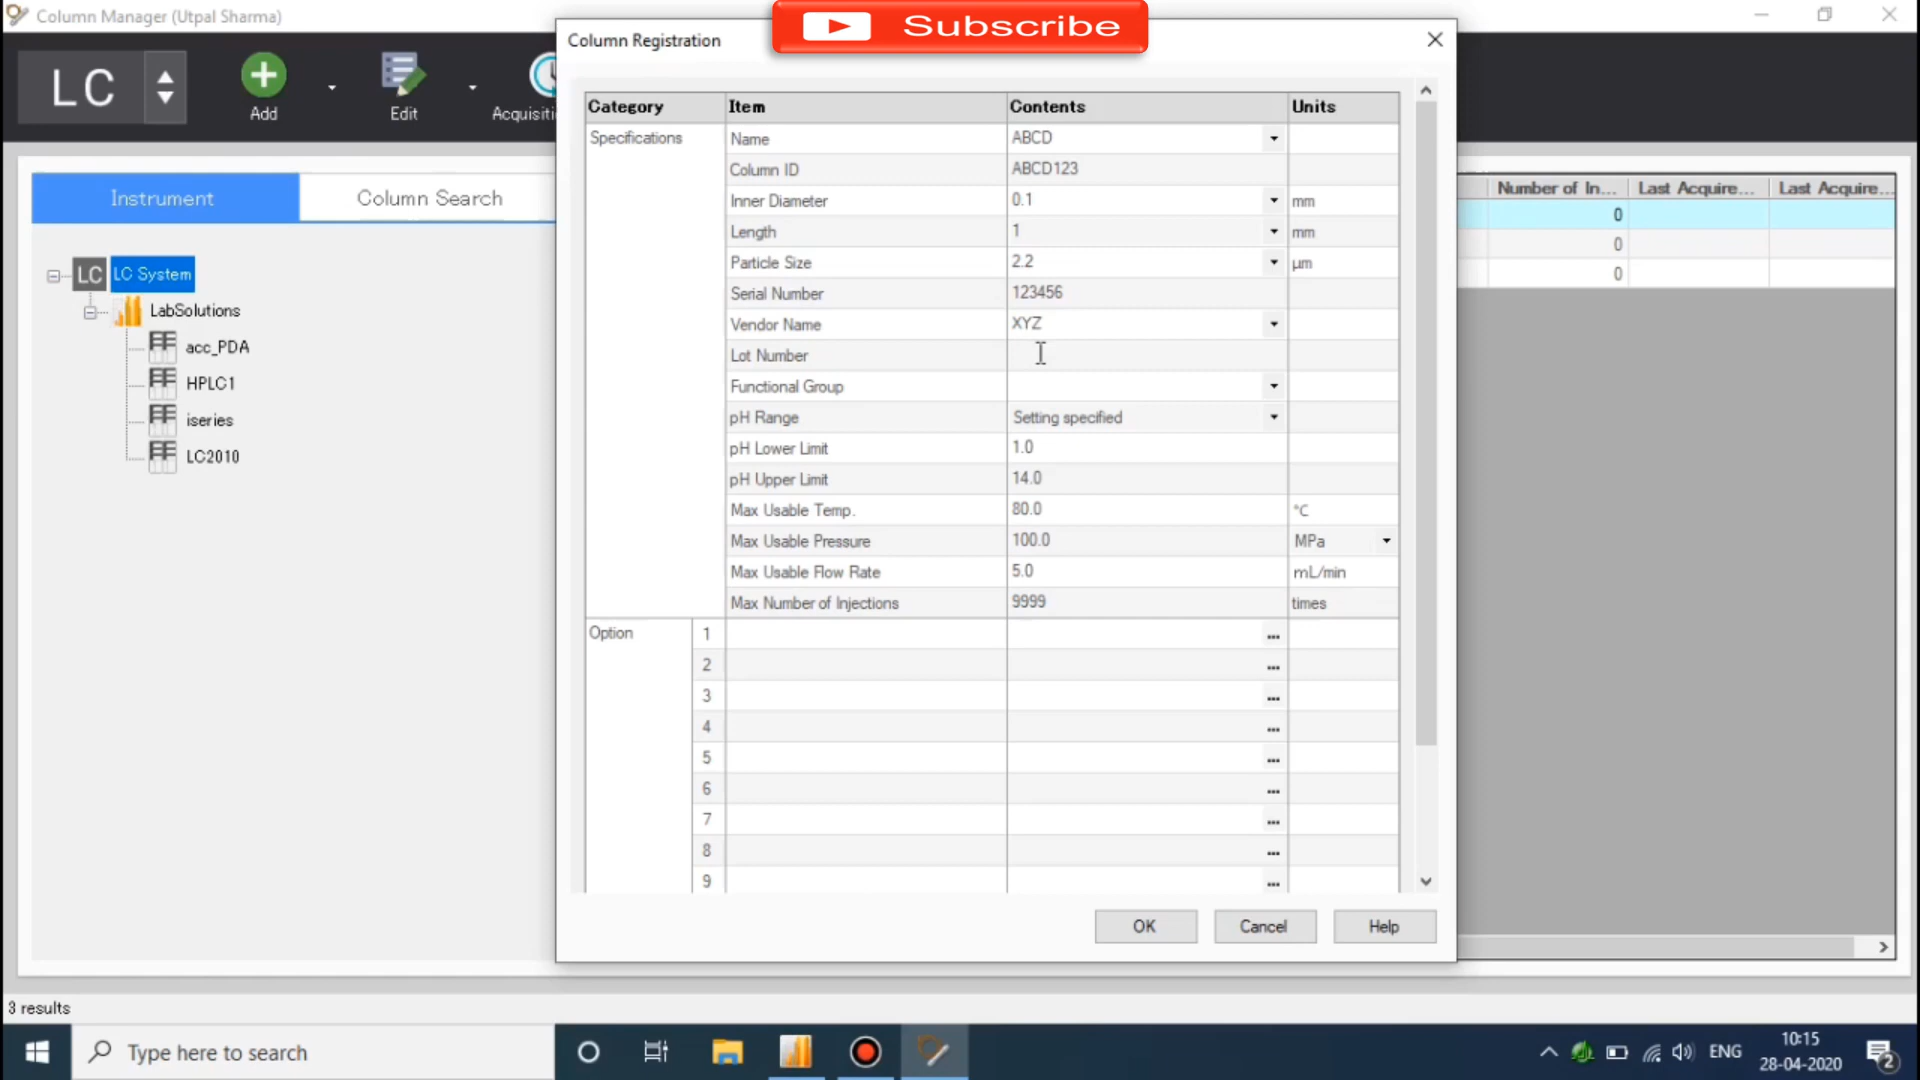 Column Manager (Utpal Sharma)
Subscribe
Column Registration
LC
Add
Edit
Acquisiti
Instrument
Column Search
LC LC System
LabSolutions
acc_PDA
HPLC1
iseries
LC2010
Category Item Contents Units
Specifications Name ABCD
Column ID ABCD123
Inner Diameter 0.1 mm
Length 1 mm
Particle Size 2.2 µm
Serial Number 123456
Vendor Name XYZ
Lot Number
Functional Group
pH Range Setting specified
pH Lower Limit 1.0
pH Upper Limit 14.0
Max Usable Temp. 80.0 °C
Max Usable Pressure 100.0 MPa
Max Usable Flow Rate 5.0 mL/min
Max Number of Injections 9999 times
Option 1 ...
2 ...
3 ...
4 ...
5 ...
6 ...
7 ...
8 ...
9 ...
OK Cancel Help
Number of In... Last Acquire... Last Acquire...
0
0
0
3 results
Type here to search
ENG
10:15
28-04-2020
2